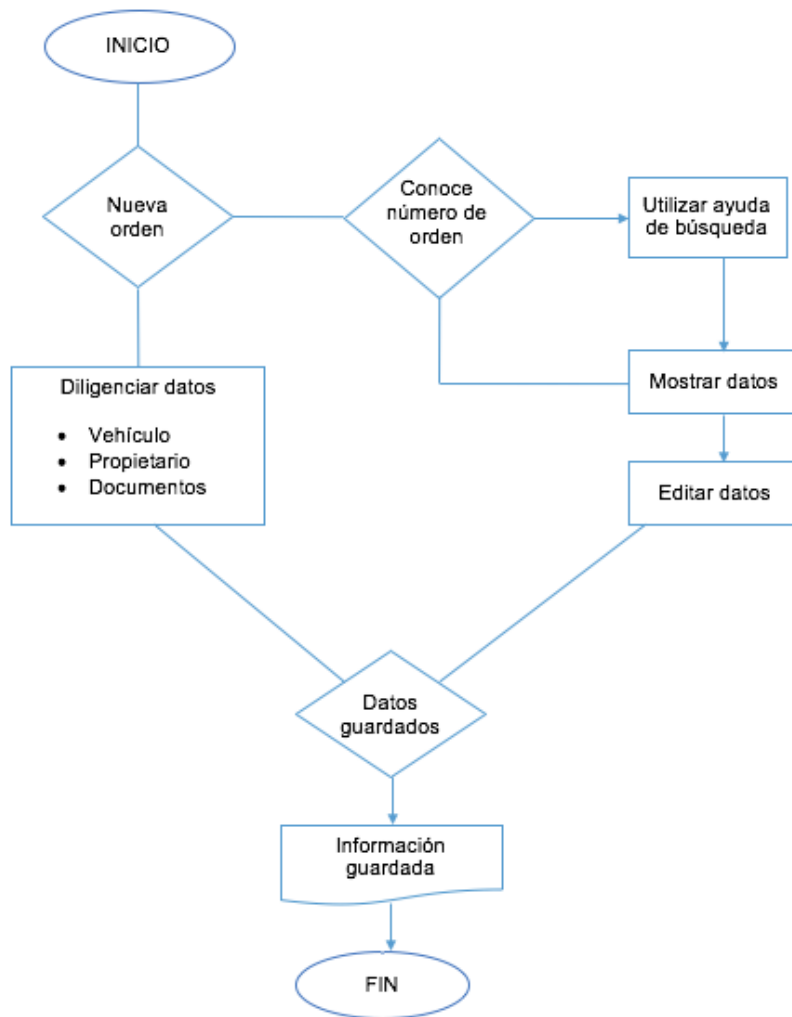 INICIO
Nueva
orden
Conoce
número de
orden
Utilizar ayuda
de búsqueda
Diligenciar datos
• Vehículo
• Propietario
• Documentos
Mostrar datos
Editar datos
Datos
guardados
Información
guardada
FIN